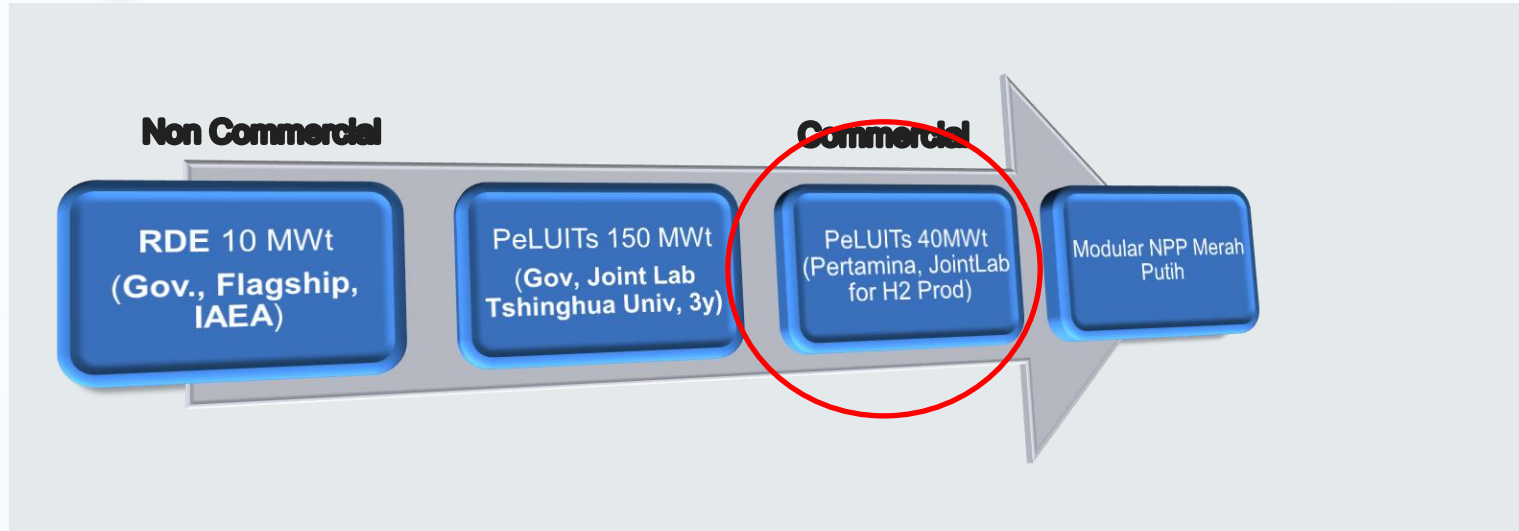 Non Commercial
Commercial
RDE 10 MWt
(Gov., Flagship,
IAEA)
PeLUITs 150 MWt
(Gov, Joint Lab
Tshinghua Univ, 3y)
PeLUITs 40MWt
(Pertamina, JointLab
for H2 Prod)
Modular NPP Merah
Putih